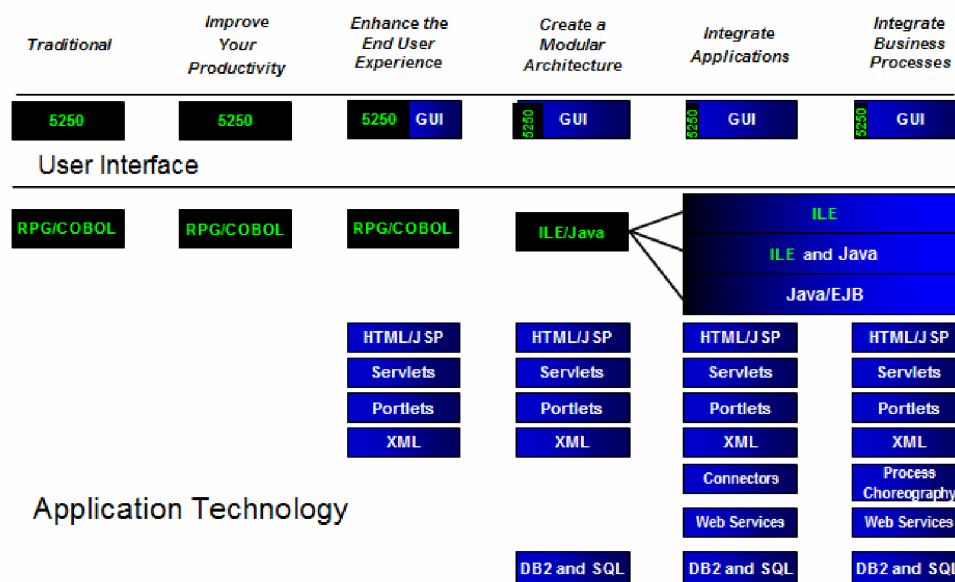 Traditional
Improve
Your
Productivity
Enhance the
End User
Experience
Create a
Modular
Architecture
Integrate
Applications
Integrate
Business
Processes
5250
5250
5250 GUI
5250 GUI
5250 GUI
5250 GUI
User Interface
RPG/COBOL
RPG/COBOL
RPG/COBOL
ILE/Java
ILE
ILE and Java
Java/EJB
HTML/JSP
HTML/JSP
HTML/JSP
HTML/JSP
Servlets
Servlets
Servlets
Servlets
Portlets
Portlets
Portlets
Portlets
XML
XML
XML
XML
Connectors
Process
Choreography
Application Technology
Web Services
Web Services
DB2 and SQL
DB2 and SQL
DB2 and SQL